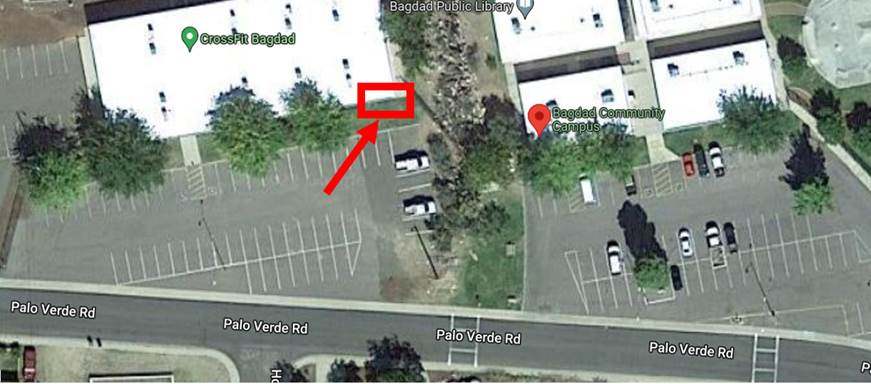 Bagdad Public Library
CrossFit Bagdad
Bagdad Community
Campus
Palo Verde Rd
Palo Verde Rd
Palo Verde Rd
Palo Verde Rd
P
Ho